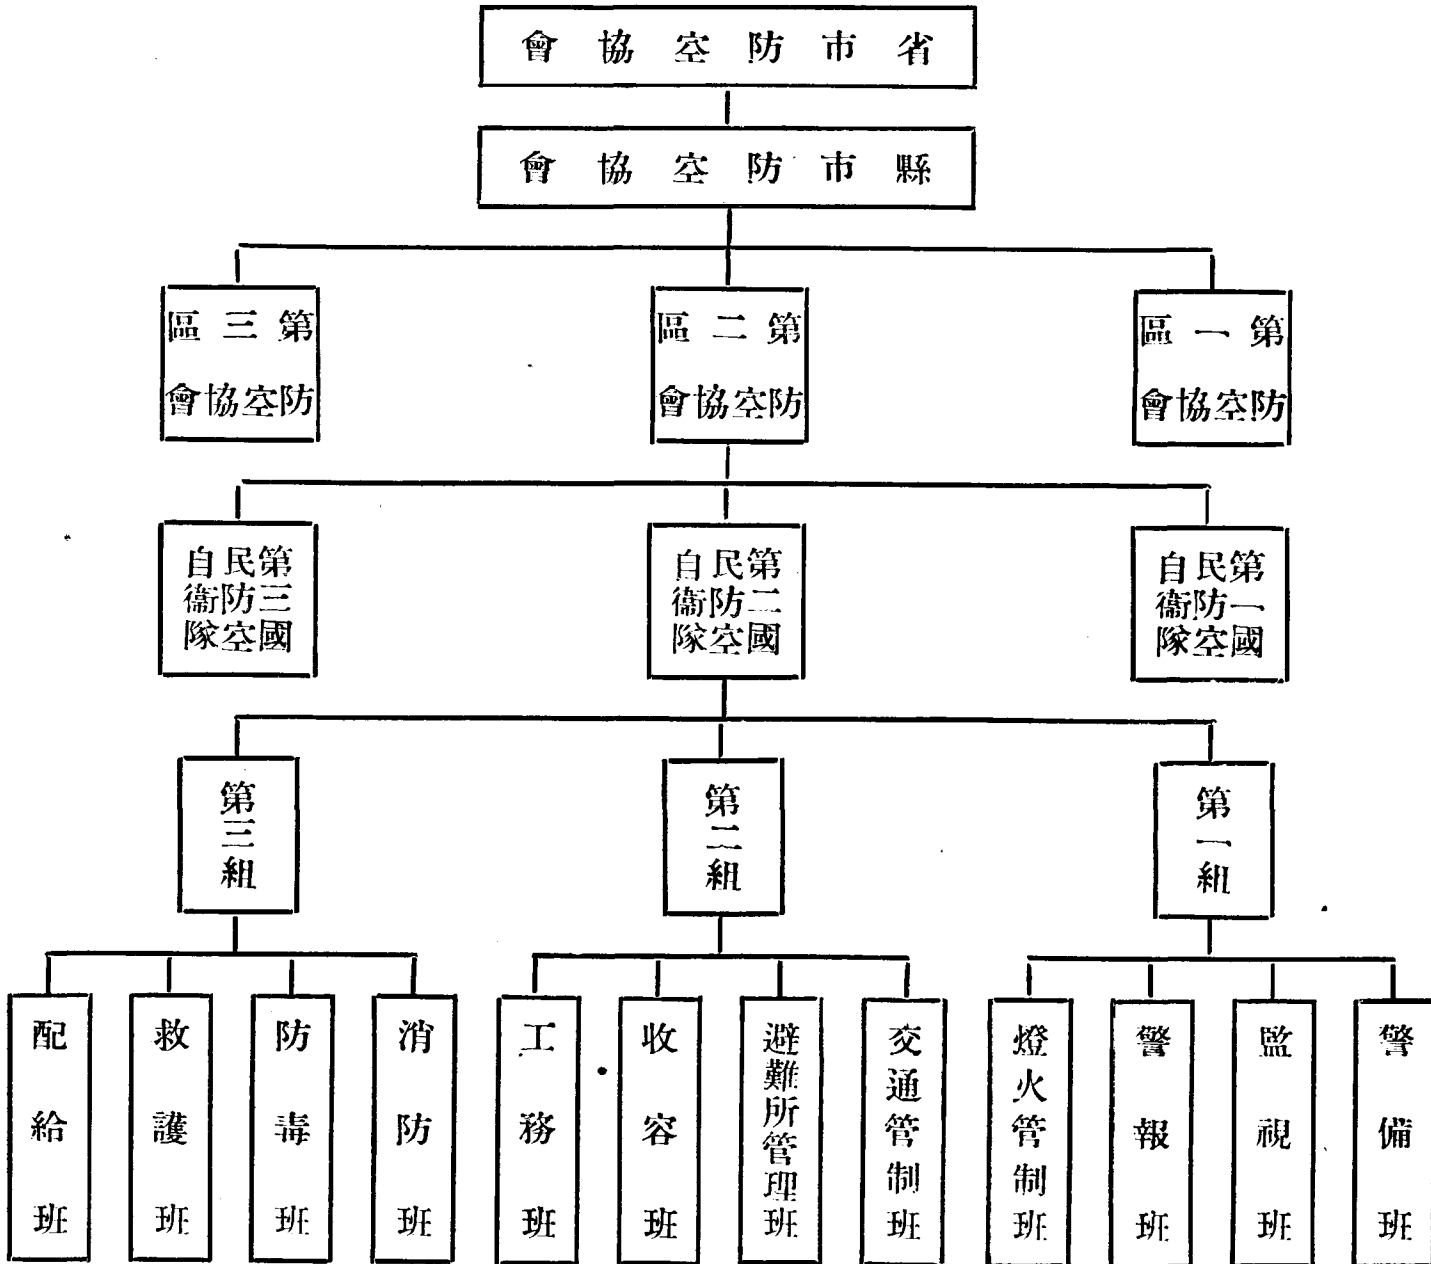 省市防空協會
縣市防空協會
第一區
防空協會
第二區
防空協會
第三區
防空協會
第一國
民防空
自衞隊
第二國
民防空
自衞隊
第三國
民防空
自衞隊
第一組
第二組
第三組
警備班
監視班
警報班
燈火管制班
交通管制班
避難所管理班
收容班
工務班
消防班
防毒班
救護班
配給班